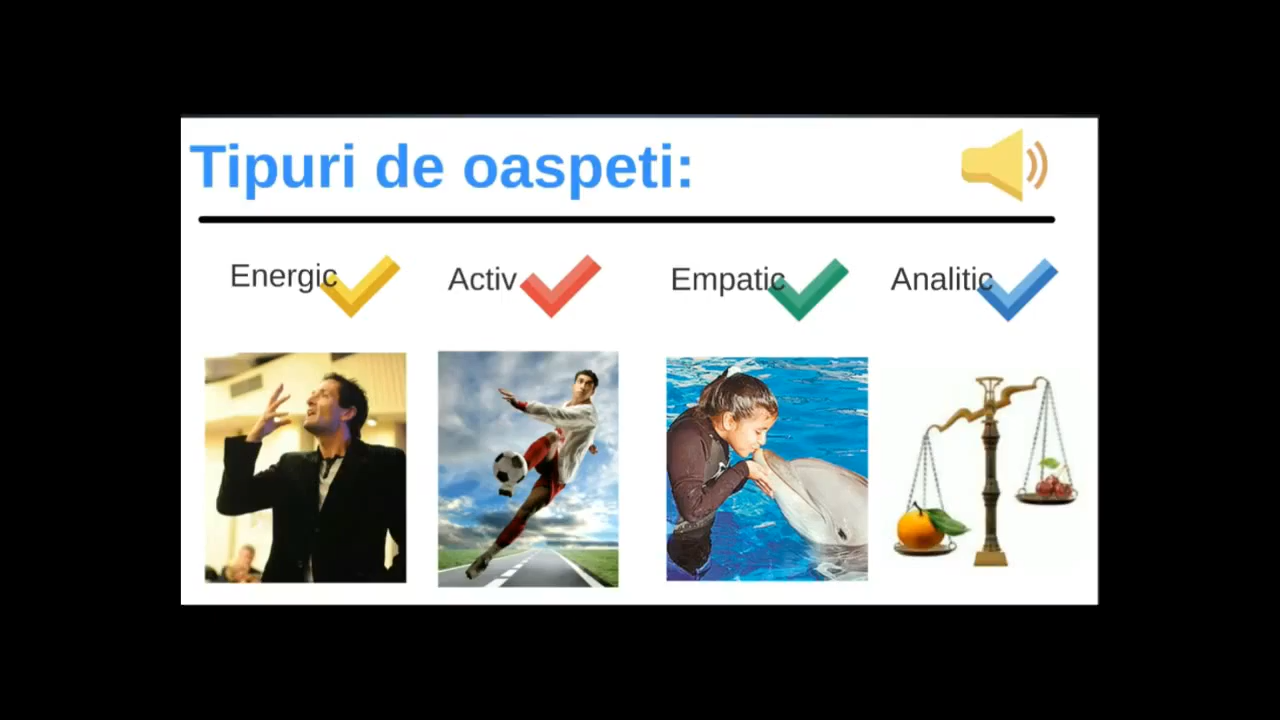 Tipuri de oaspeti:
Energic
Activ
Empatic
Analitic